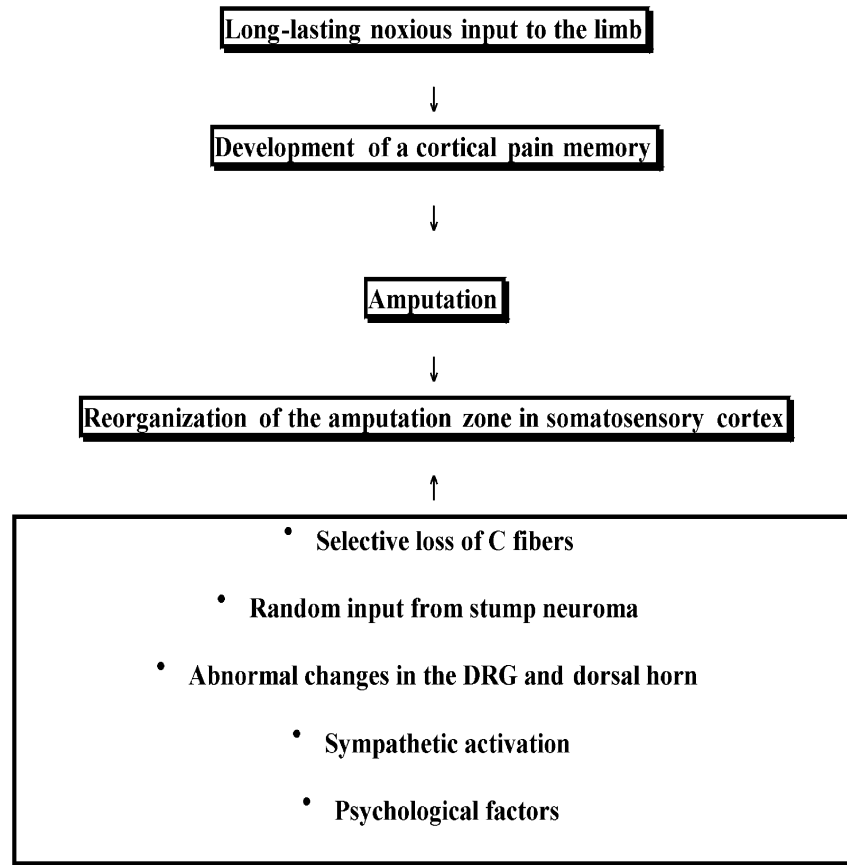 Long-lasting noxious input to the limb
↓
Development of a cortical pain memory
↓
Amputation
↓
Reorganization of the amputation zone in somatosensory cortex
↑
• Selective loss of C fibers
• Random input from stump neuroma
• Abnormal changes in the DRG and dorsal horn
• Sympathetic activation
• Psychological factors